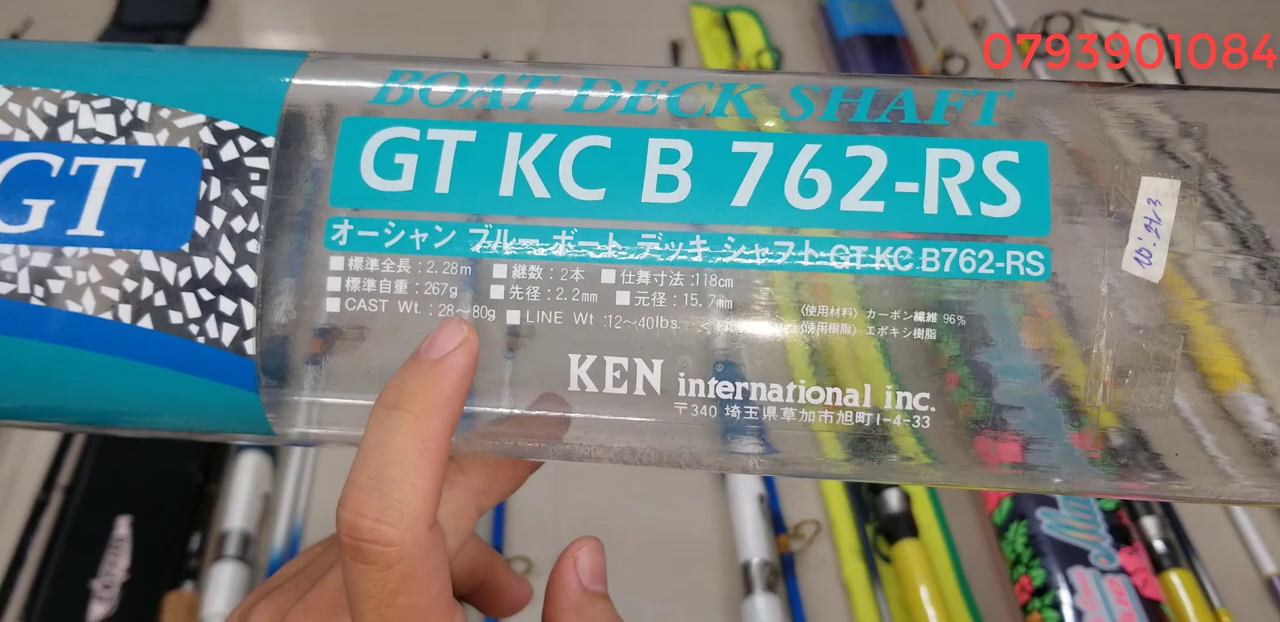 0793901084
BOAT DECK SHAFT
GT
GT KC B 762-RS
オーシャン ブルーボート デッキ シャフト GT KC B762-RS
■標準全長:2.28m ■継数:2本 ■仕舞寸法:118cm
■標準自重:267g ■先径:2.2mm ■元径:15.7mm
■CAST Wt.:28～80g ■LINE Wt:12～40lbs.
〈使用材料〉カーボン繊維 96%
〈使用樹脂〉エポキシ樹脂
KEN international inc.
〒340 埼玉県草加市旭町1-4-33